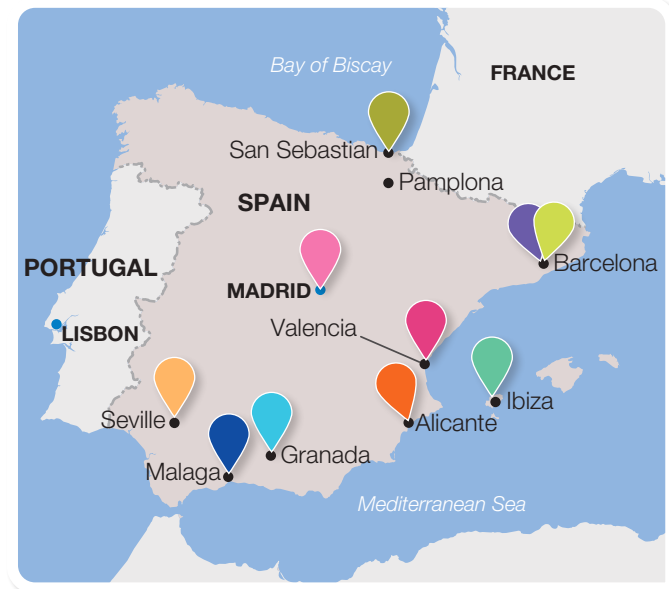 Bay of Biscay
FRANCE
San Sebastian
Pamplona
SPAIN
Barcelona
PORTUGAL
MADRID
Valencia
LISBON
Ibiza
Seville
Alicante
Granada
Malaga
Mediterranean Sea